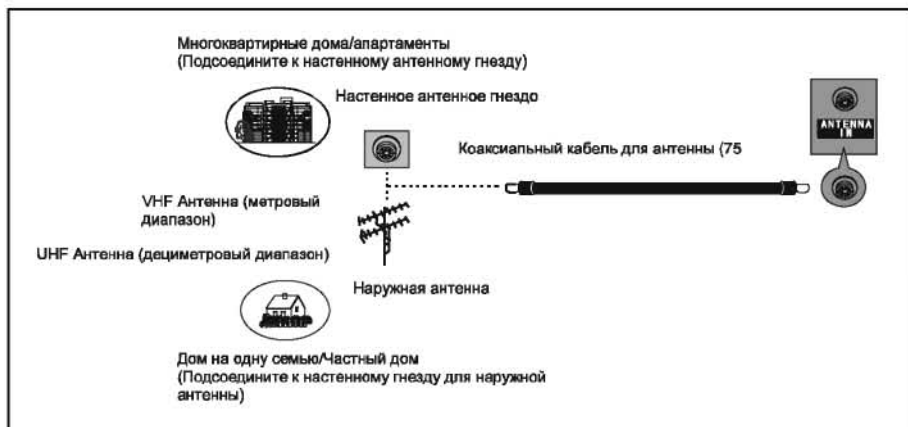 Многоквартирные дома/апартаменты
(Подсоедините к настенному антенному гнезду)
Настенное антенное гнездо
ANTENNA
IN
Коаксиальный кабель для антенны (75
VHF Антенна (метровый
диапазон)
UHF Антенна (дециметровый диапазон)
Наружная антенна
Дом на одну семью/Частный дом
(Подсоедините к настенному гнезду для наружной
антенны)